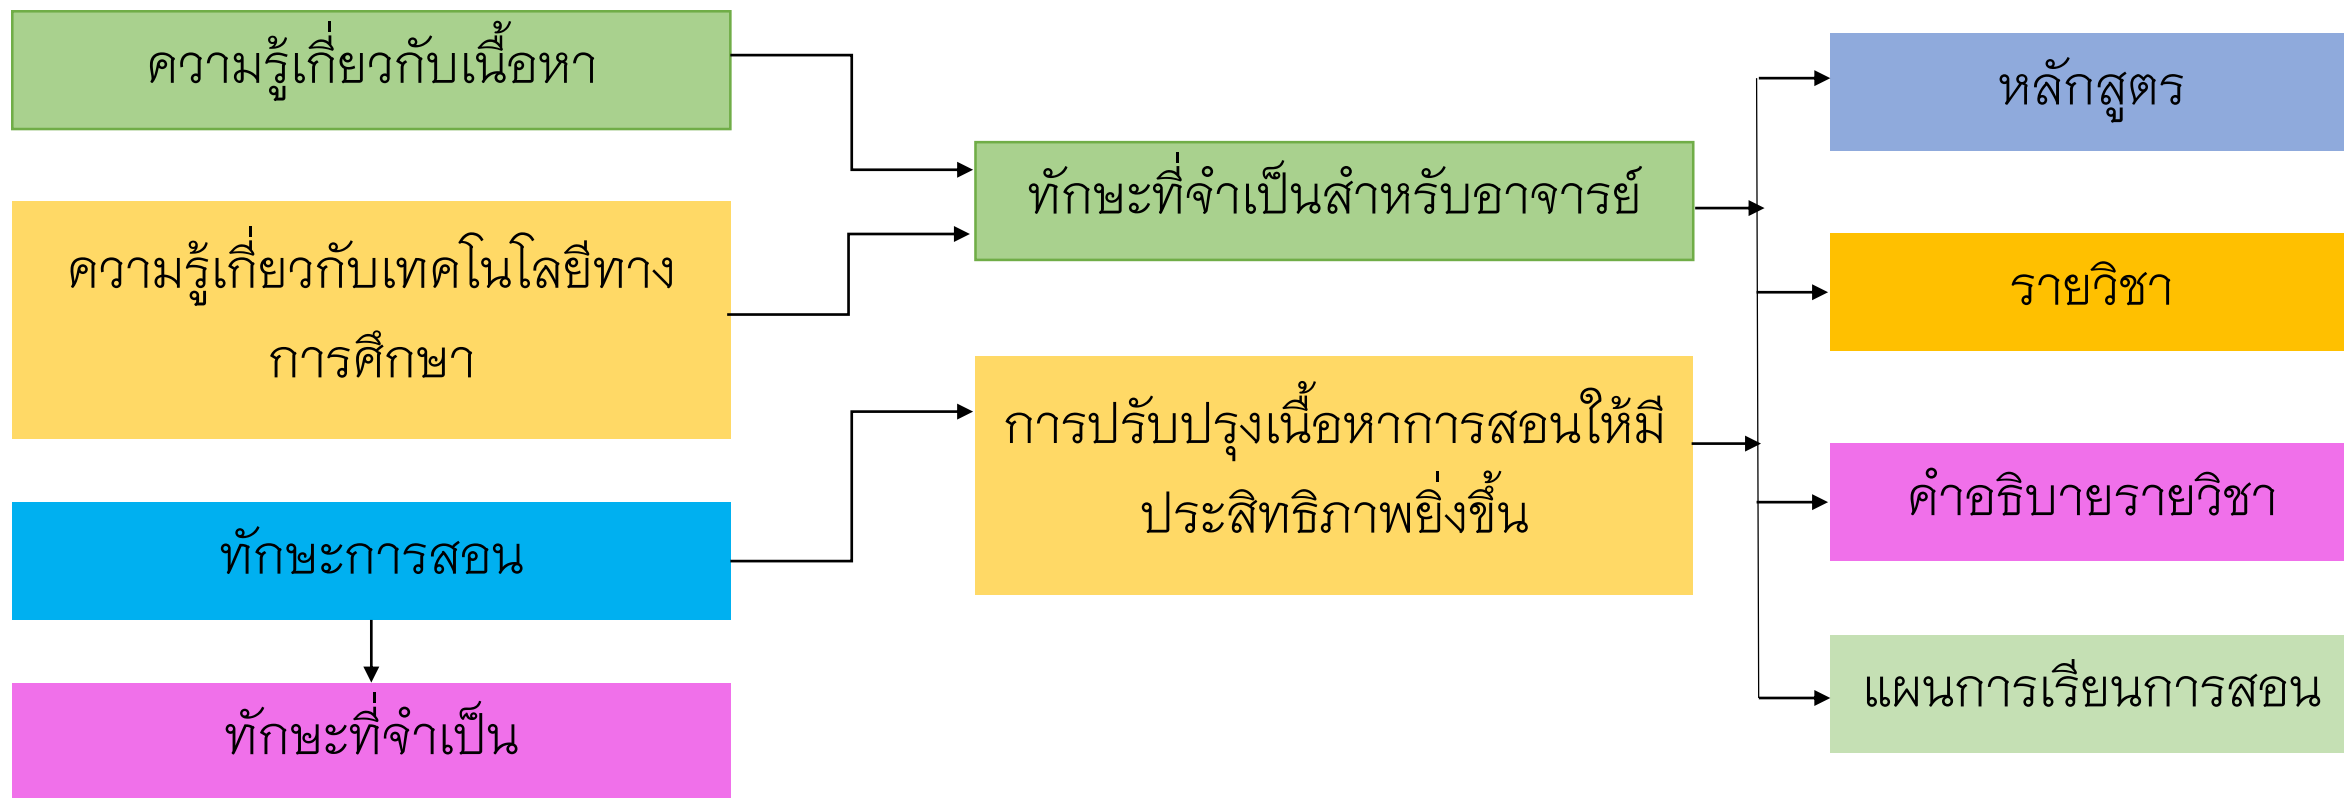 ความรู้เกี่ยวกับเนื้อหา
ความรู้เกี่ยวกับเทคโนโลยีทาง
การศึกษา
ทักษะการสอน
ทักษะที่จำเป็น
ทักษะที่จำเป็นสำหรับอาจารย์
การปรับปรุงเนื้อหาการสอนให้มี
ประสิทธิภาพยิ่งขึ้น
หลักสูตร
รายวิชา
คำอธิบายรายวิชา
แผนการเรียนการสอน